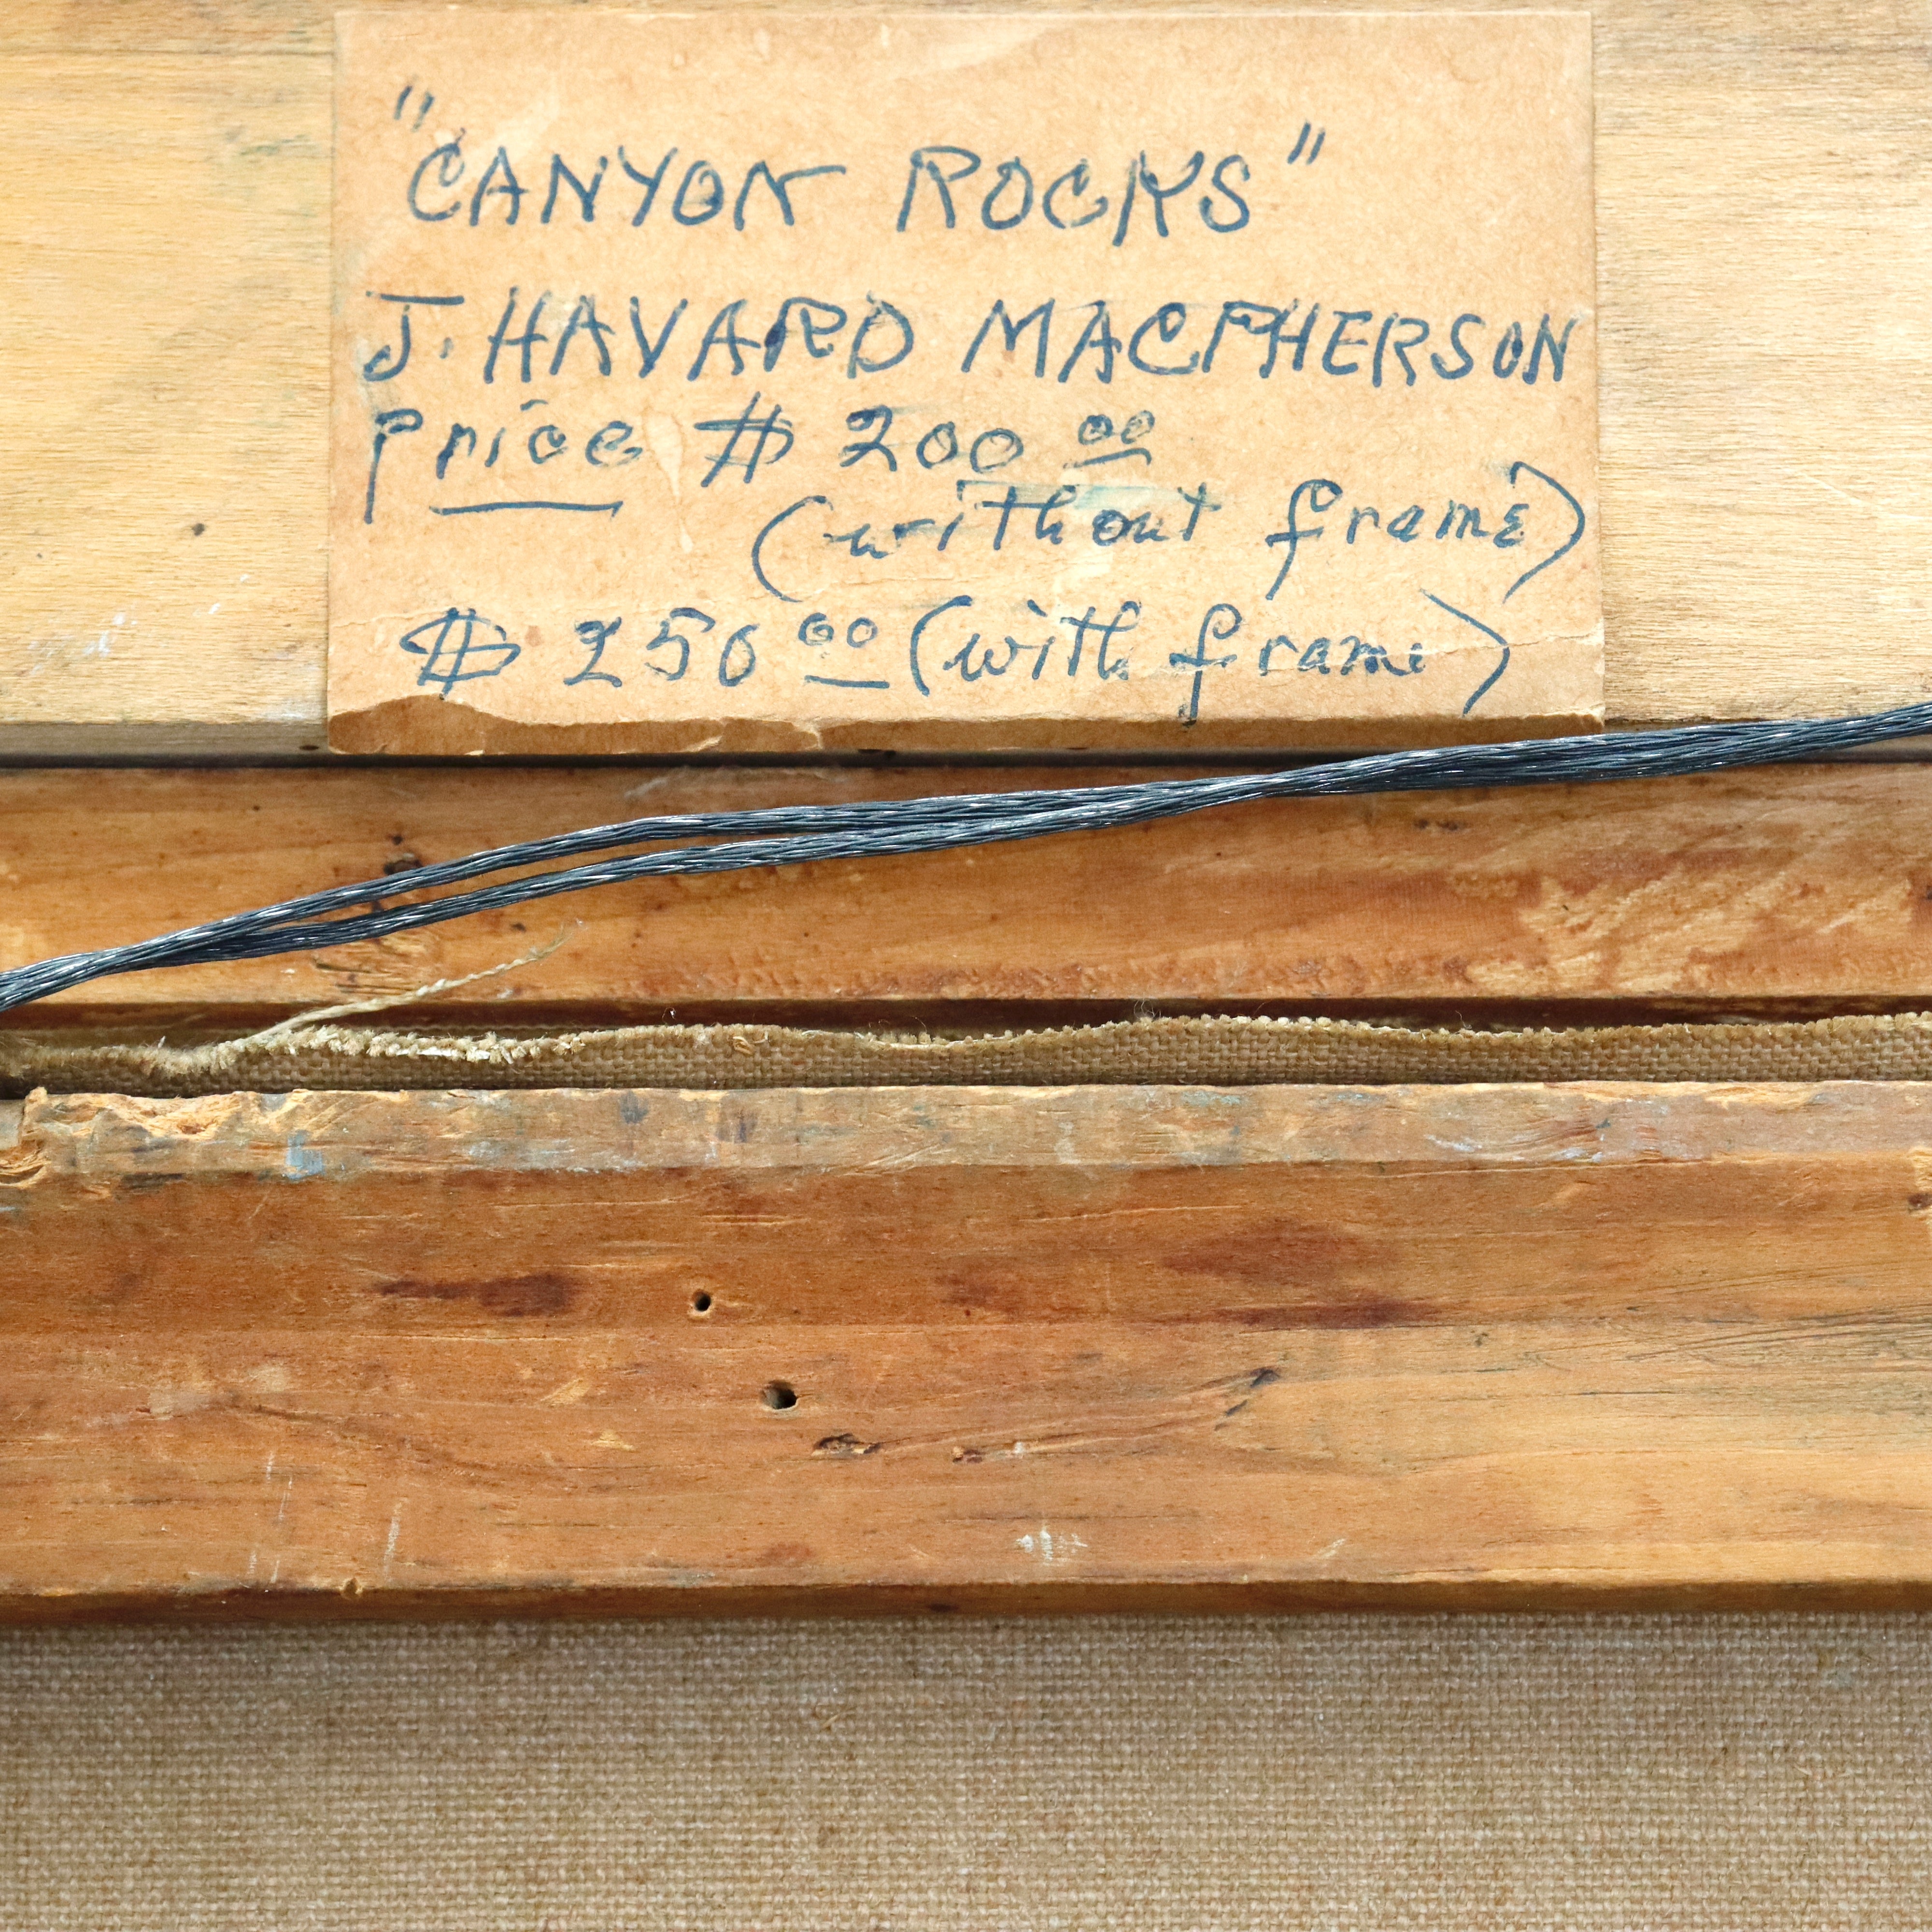 "CANYON ROCKS"
J. HAVARD MACPHERSON
price $ 200 00
(without frame)
$ 250 00 (with frame)